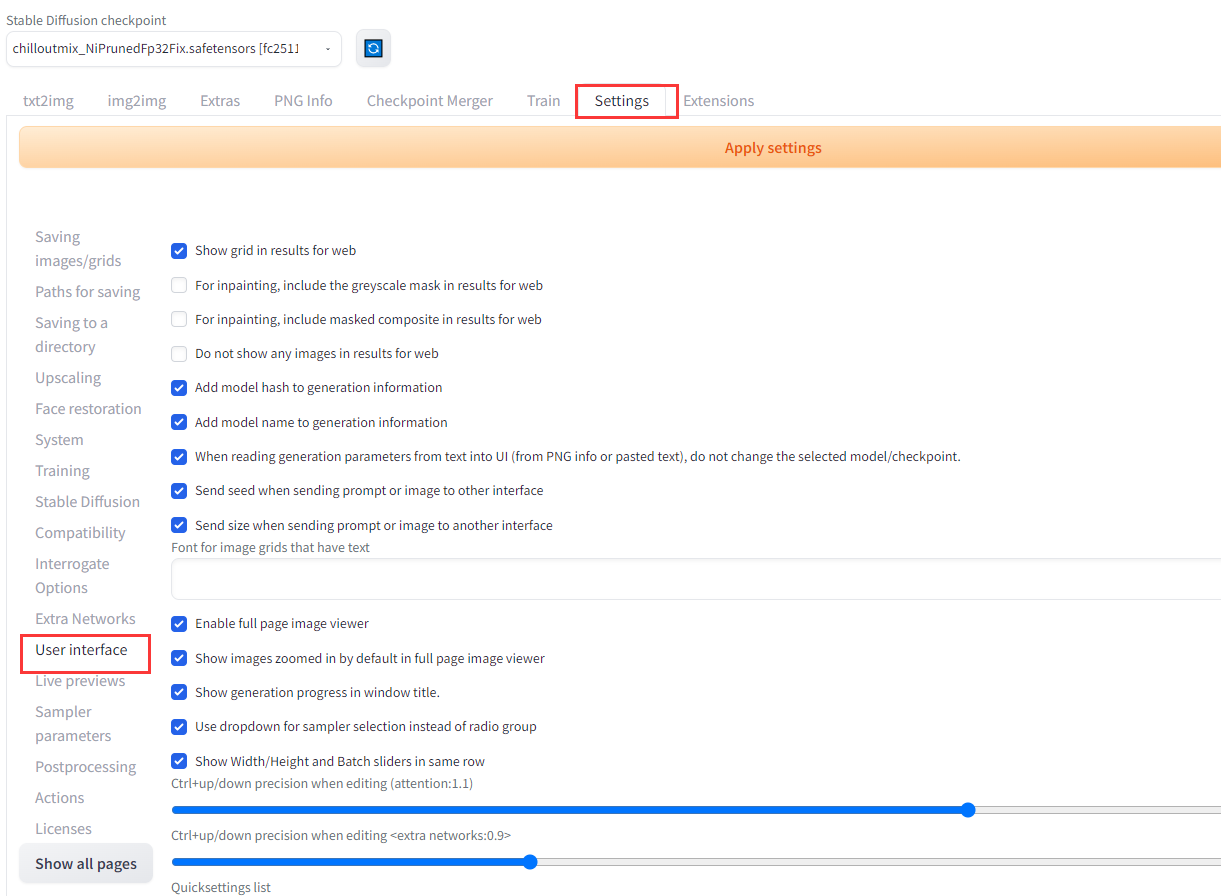 Stable Diffusion checkpoint
chilloutmix_NiPrunedFp32Fix.safetensors [fc2511
txt2img img2img Extras PNG Info Checkpoint Merger Train Settings Extensions
Apply settings
Saving
images/grids
Paths for saving
Saving to a
directory
Upscaling
Face restoration
System
Training
Stable Diffusion
Compatibility
Interrogate
Options
Extra Networks
User interface
Live previews
Sampler
parameters
Postprocessing
Actions
Licenses
Show all pages
Show grid in results for web
For inpainting, include the greyscale mask in results for web
For inpainting, include masked composite in results for web
Do not show any images in results for web
Add model hash to generation information
Add model name to generation information
When reading generation parameters from text into UI (from PNG info or pasted text), do not change the selected model/checkpoint.
Send seed when sending prompt or image to other interface
Send size when sending prompt or image to another interface
Font for image grids that have text
Enable full page image viewer
Show images zoomed in by default in full page image viewer
Show generation progress in window title.
Use dropdown for sampler selection instead of radio group
Show Width/Height and Batch sliders in same row
Ctrl+up/down precision when editing (attention:1.1)
Ctrl+up/down precision when editing <extra networks:0.9>
Quicksettings list